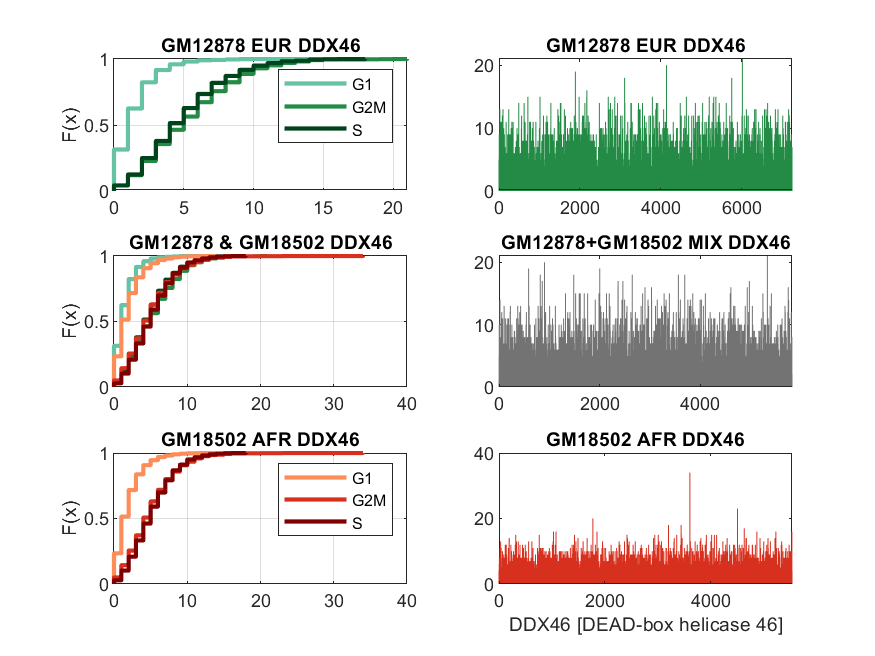 GM12878 EUR DDX46
F(x)
1
0.5
0
0 5 10 15 20
G1
G2M
S
GM12878 EUR DDX46
20
10
0
0 2000 4000 6000
GM12878 & GM18502 DDX46
F(x)
1
0.5
0
0 10 20 30 40
GM12878+GM18502 MIX DDX46
20
10
0
0 2000 4000
GM18502 AFR DDX46
F(x)
1
0.5
0
0 10 20 30 40
G1
G2M
S
GM18502 AFR DDX46
40
20
0
0 2000 4000
DDX46 [DEAD-box helicase 46]